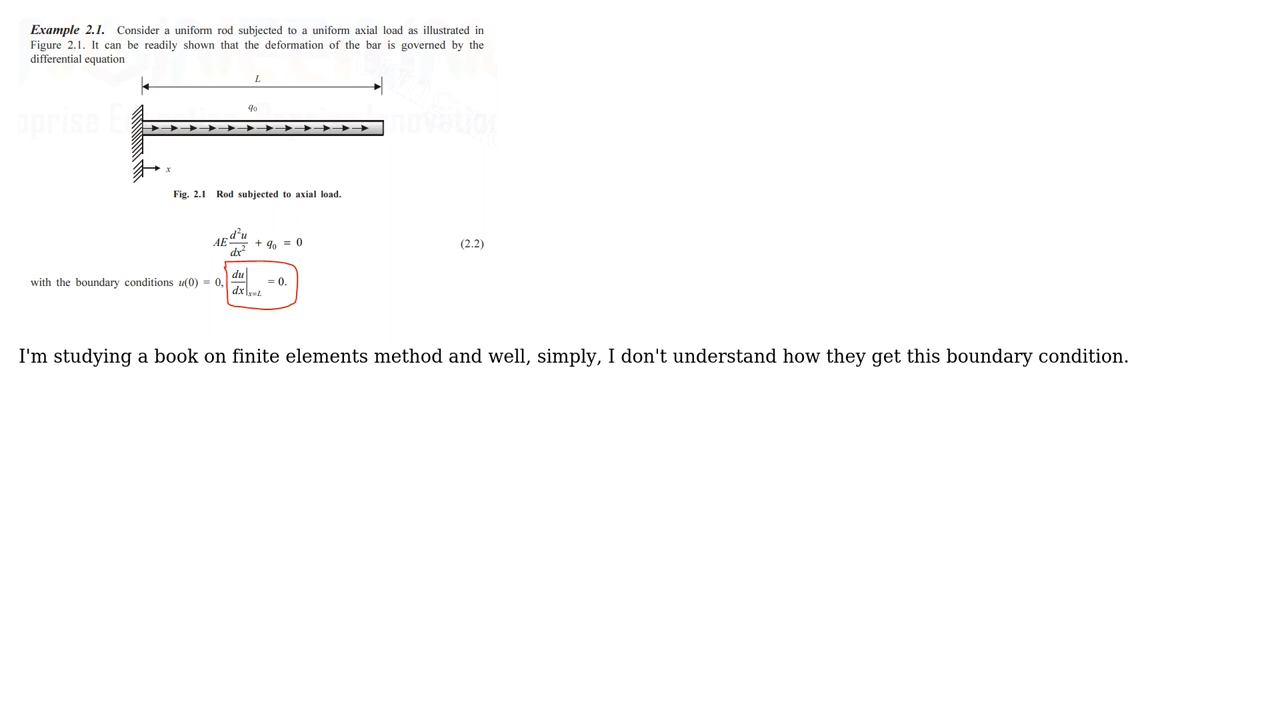 Example 2.1. Consider a uniform rod subjected to a uniform axial load as illustrated in
Figure 2.1. It can be readily shown that the deformation of the bar is governed by the
differential equation
L
q₀
x
Fig. 2.1 Rod subjected to axial load.
AE d²u/dx² + q₀ = 0 (2.2)
with the boundary conditions u(0) = 0, du/dx|ₓ₌L = 0.
I'm studying a book on finite elements method and well, simply, I don't understand how they get this boundary condition.